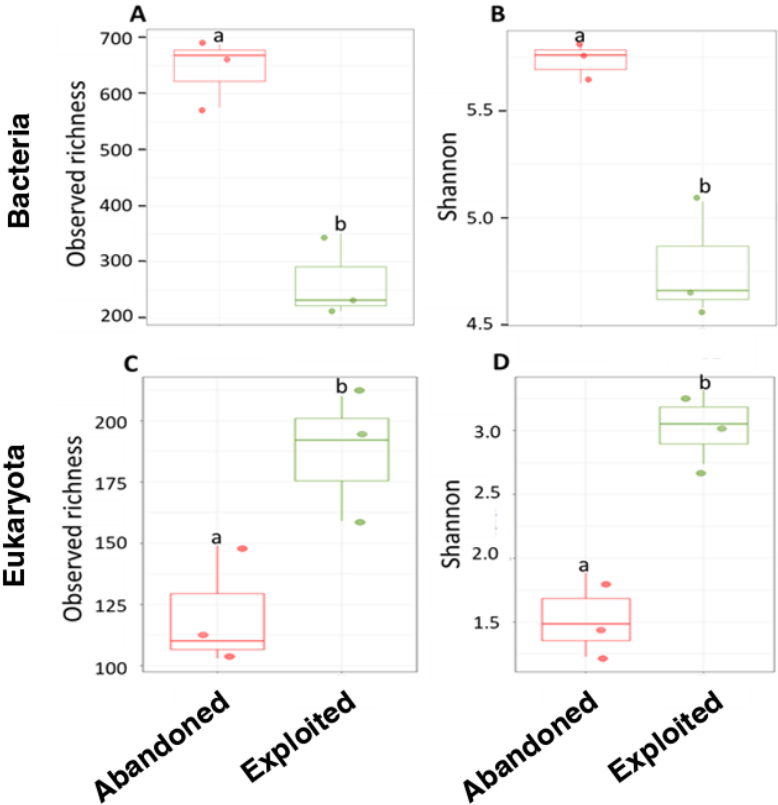 A
B
Bacteria
Observed richness
700
600
500
400
300
200
a
b
Shannon
5.5
5.0
4.5
a
b
C
D
Eukaryota
Observed richness
200
175
150
125
100
a
b
Shannon
3.0
2.5
2.0
1.5
a
b
Abandoned
Exploited
Abandoned
Exploited